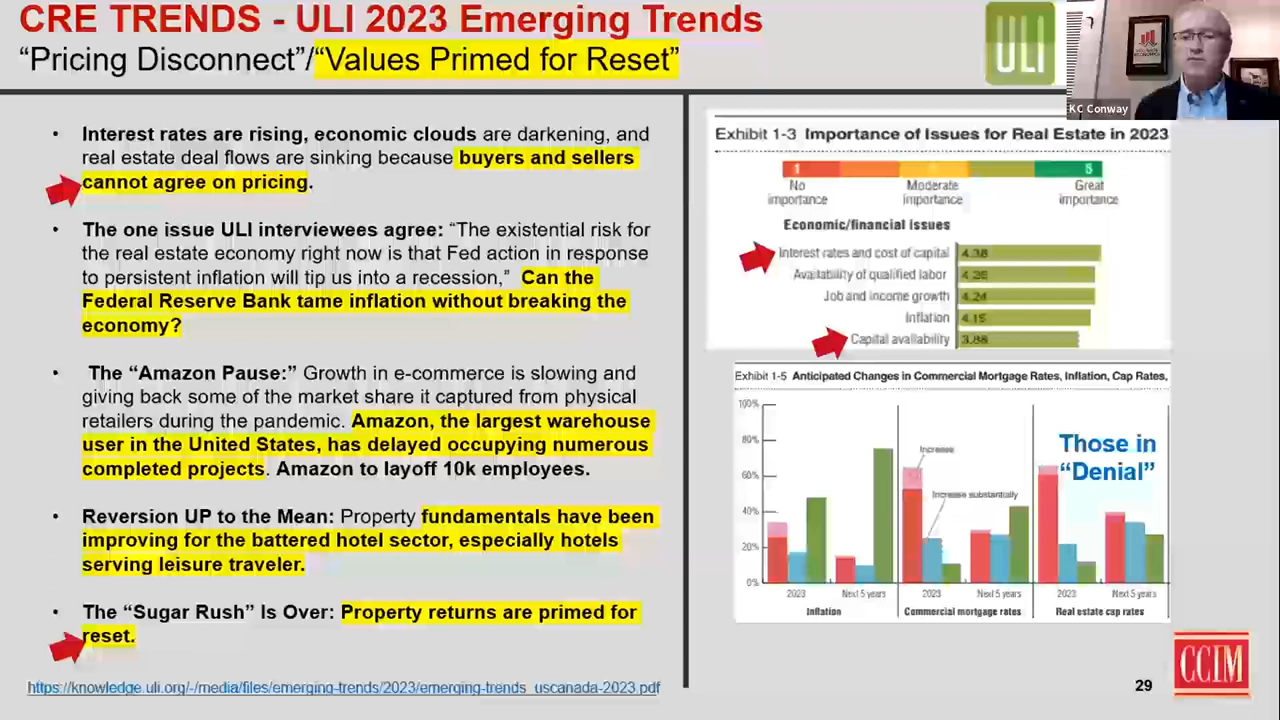 CRE TRENDS - ULI 2023 Emerging Trends
“Pricing Disconnect”/“Values Primed for Reset”
ULI
KC Conway
• Interest rates are rising, economic clouds are darkening, and
real estate deal flows are sinking because buyers and sellers
cannot agree on pricing.
• The one issue ULI interviewees agree: “The existential risk for
the real estate economy right now is that Fed action in response
to persistent inflation will tip us into a recession,” Can the
Federal Reserve Bank tame inflation without breaking the
economy?
• The “Amazon Pause:” Growth in e-commerce is slowing and
giving back some of the market share it captured from physical
retailers during the pandemic. Amazon, the largest warehouse
user in the United States, has delayed occupying numerous
completed projects. Amazon to layoff 10k employees.
• Reversion UP to the Mean: Property fundamentals have been
improving for the battered hotel sector, especially hotels
serving leisure traveler.
• The “Sugar Rush” Is Over: Property returns are primed for
reset.
https://knowledge.uli.org/-/media/files/emerging-trends/2023/emerging-trends_uscanada-2023.pdf
Exhibit 1-3 Importance of Issues for Real Estate in 2023
1 5
No Moderate Great
importance importance importance
Economic/financial issues
Interest rates and cost of capital 4.38
Availability of qualified labor
Job and income growth 4.24
Inflation 4.15
Capital availability
Exhibit 1-5 Anticipated Changes in Commercial Mortgage Rates, Inflation, Cap Rates,
100%
80%
60%
40%
20%
0%
Increase
Increase substantially
Those in
“Denial”
2023 Next 5 years 2023 Next 5 years 2023 Next 5 years
Inflation Commercial mortgage rates Real estate cap rates
29
CCIM